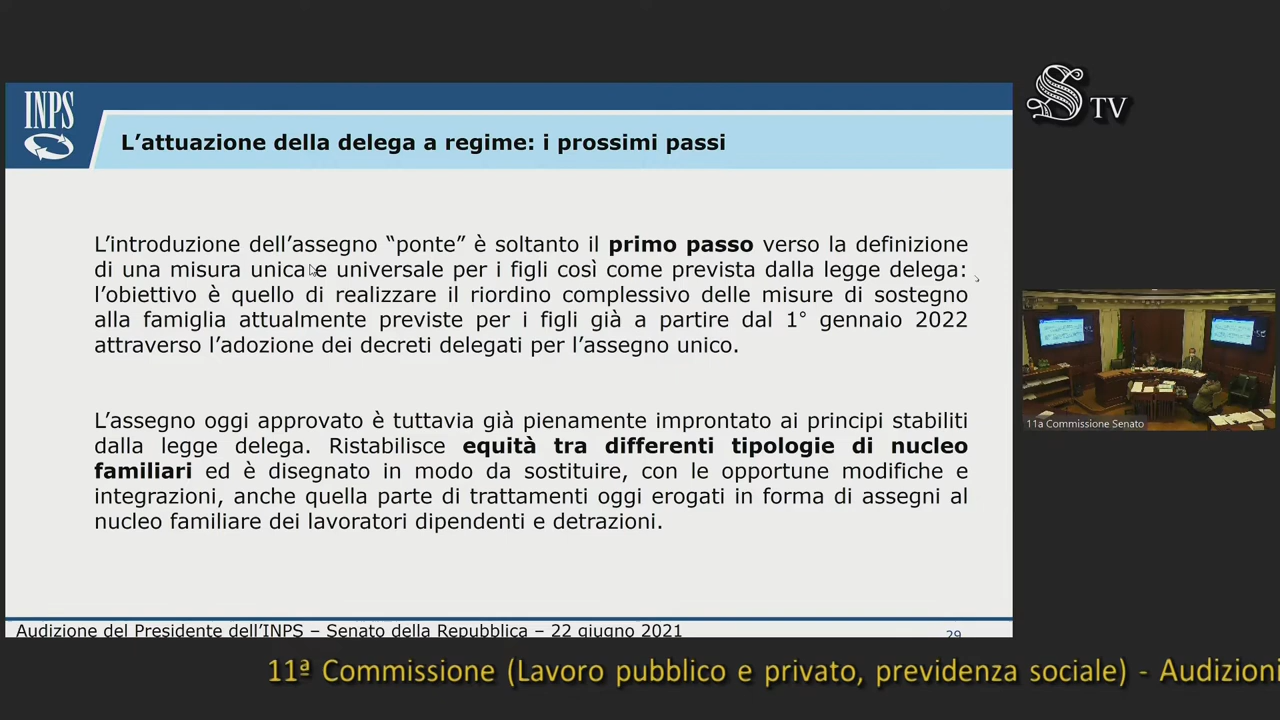 INPS
L'attuazione della delega a regime: i prossimi passi
L'introduzione dell'assegno “ponte” è soltanto il primo passo verso la definizione
di una misura unica e universale per i figli così come prevista dalla legge delega:
l'obiettivo è quello di realizzare il riordino complessivo delle misure di sostegno
alla famiglia attualmente previste per i figli già a partire dal 1° gennaio 2022
attraverso l'adozione dei decreti delegati per l'assegno unico.
L'assegno oggi approvato è tuttavia già pienamente improntato ai principi stabiliti
dalla legge delega. Ristabilisce equità tra differenti tipologie di nucleo
familiari ed è disegnato in modo da sostituire, con le opportune modifiche e
integrazioni, anche quella parte di trattamenti oggi erogati in forma di assegni al
nucleo familiare dei lavoratori dipendenti e detrazioni.
Audizione del Presidente dell'INPS – Senato della Repubblica – 22 giugno 2021
29
S TV
11a Commissione Senato
11ª Commissione (Lavoro pubblico e privato, previdenza sociale) - Audizioni